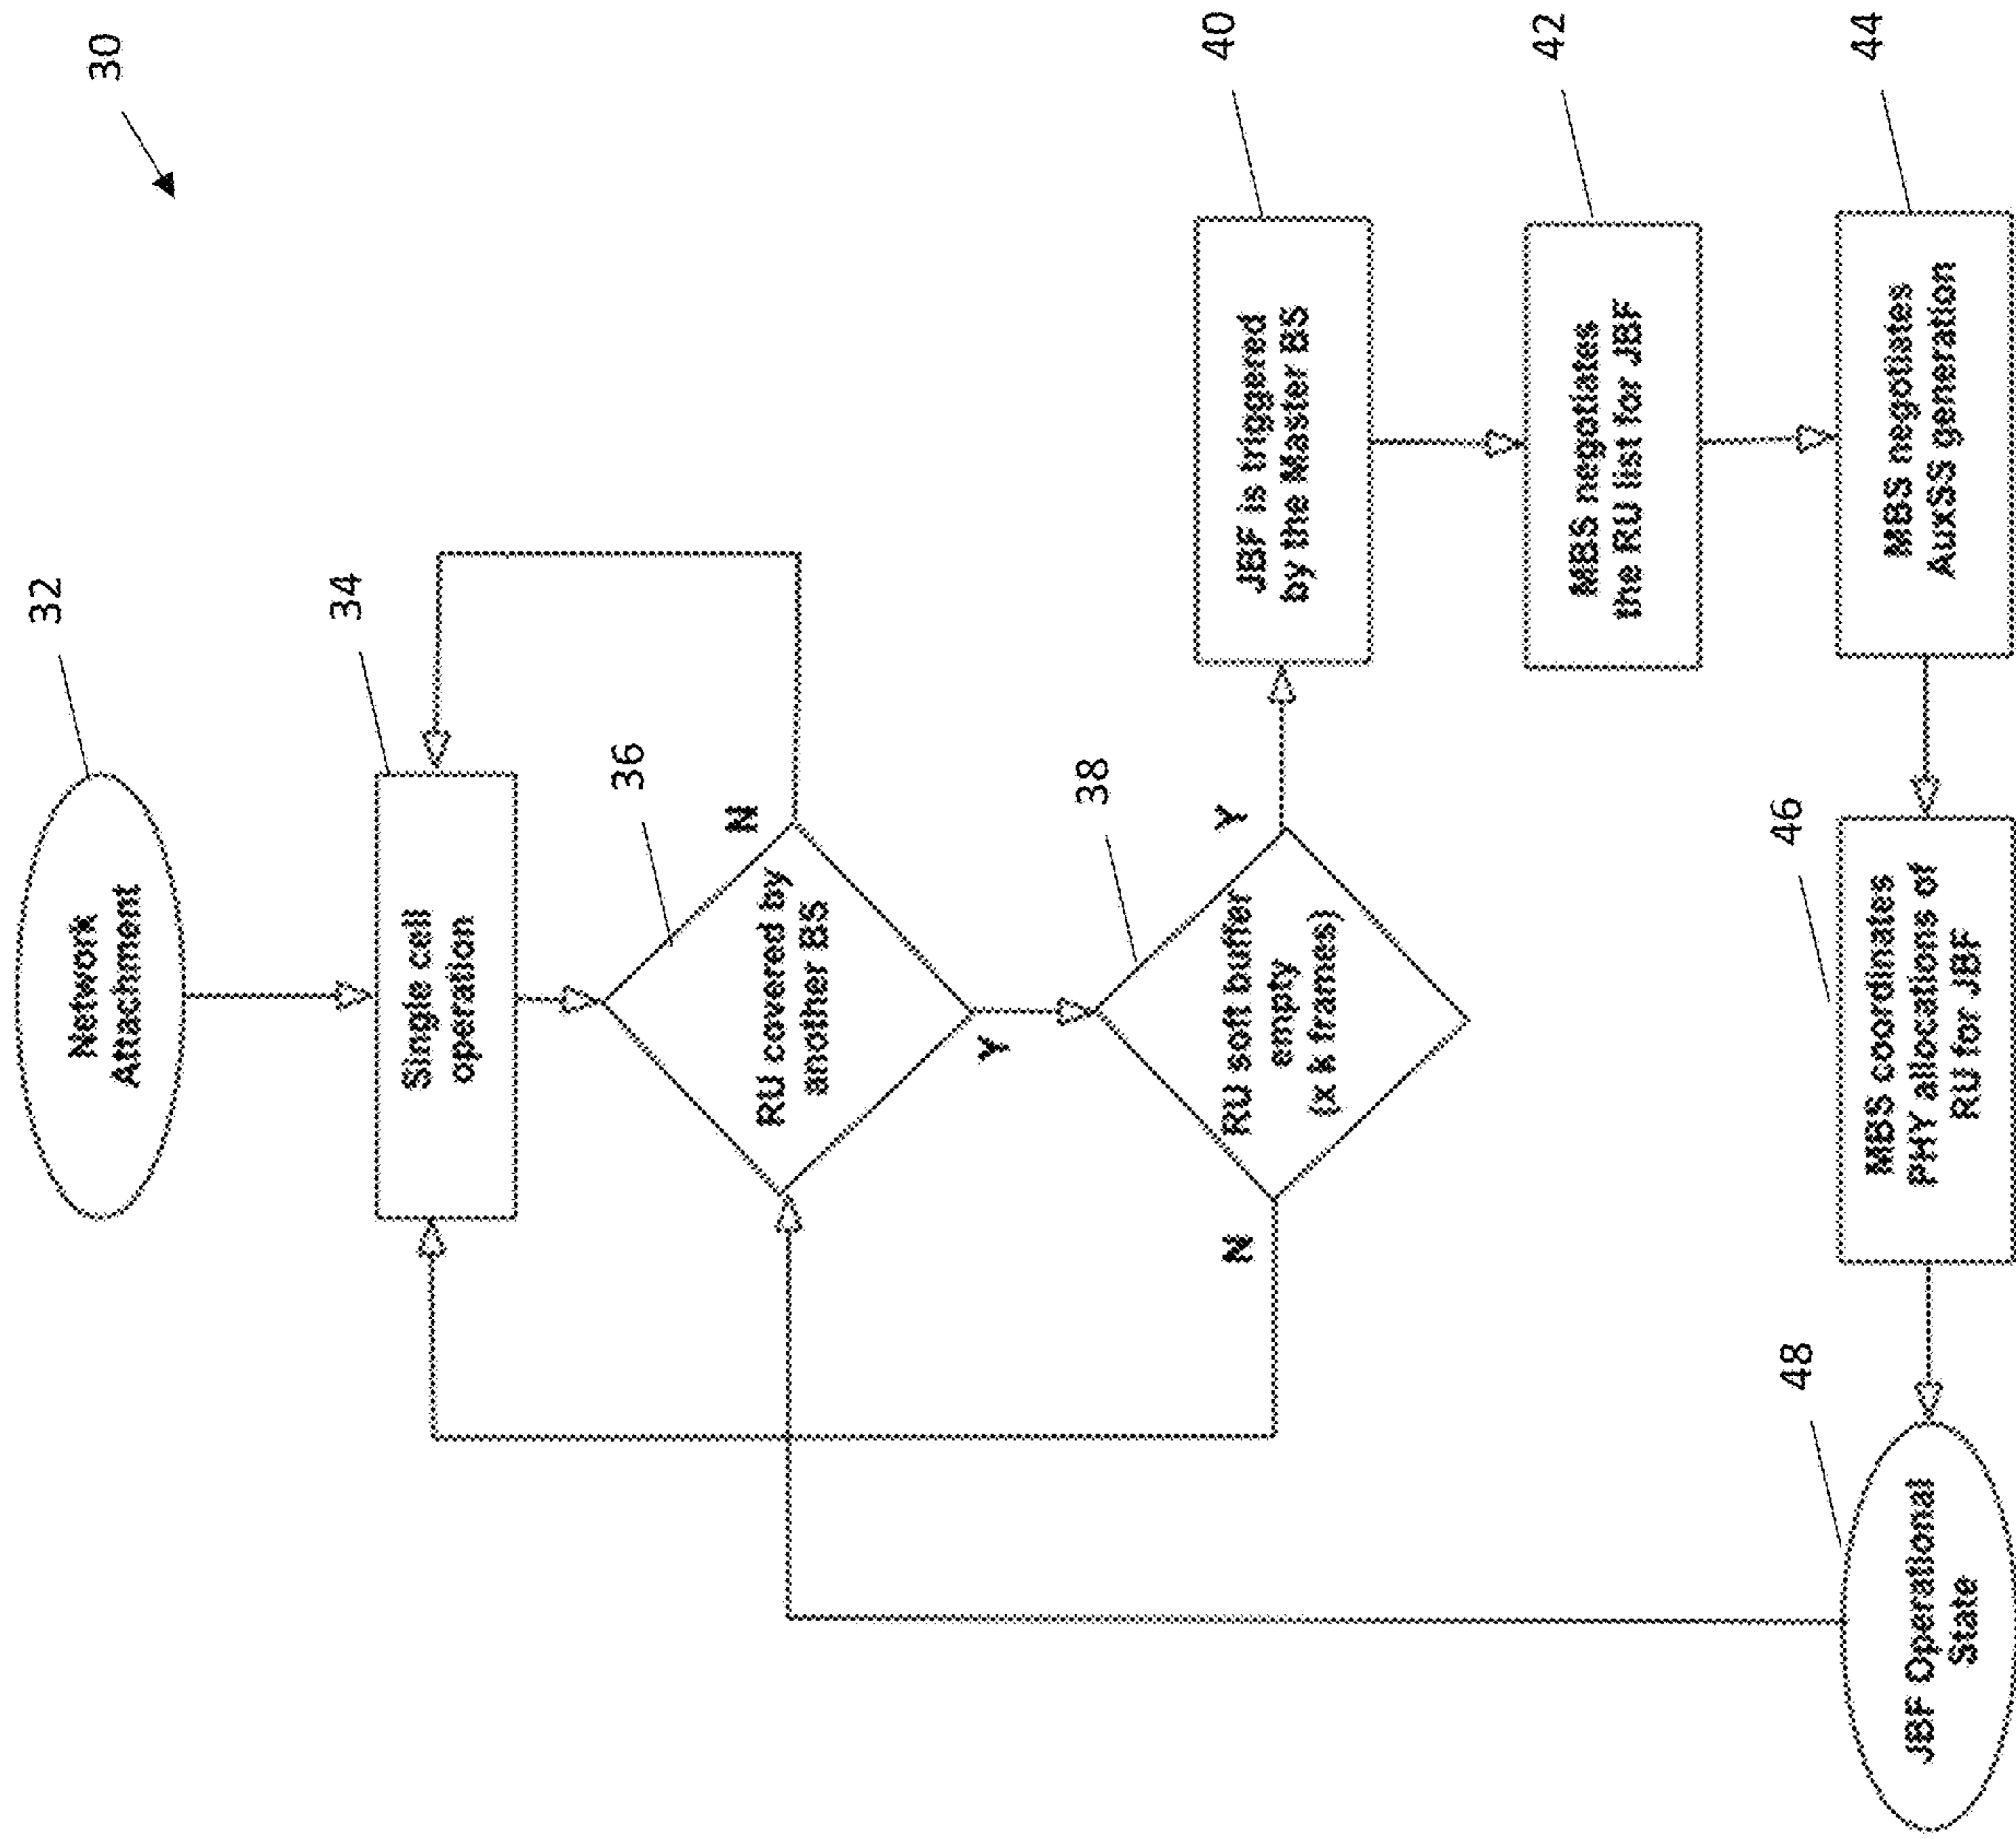 30
32
Network
Attachment
34
Single cell
operation
36
RU covered by
another BS
N
Y
38
RU soft buffer
empty
(x k frames)
N
Y
40
JBF is triggered
by the Master BS
42
MBS negotiates
the RU list for JBF
44
MBS negotiates
AuxSS generation
46
MBS coordinates
PHY allocations of
RU for JBF
48
JBF Operational
State